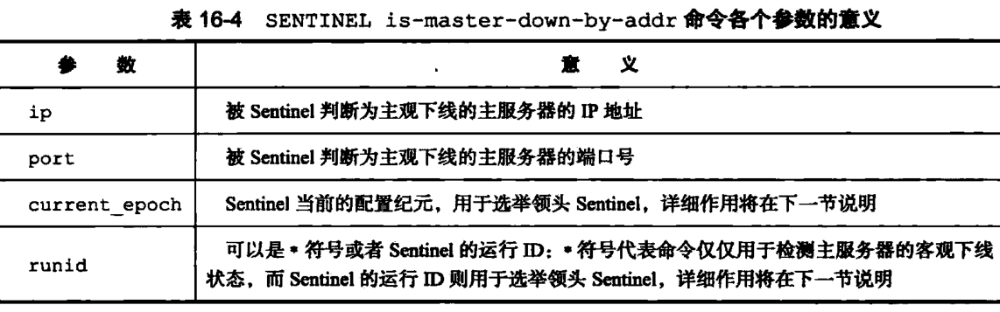 表 16-4 SENTINEL is-master-down-by-addr 命令各个参数的意义
参 数 意 义
ip 被 Sentinel 判断为主观下线的主服务器的 IP 地址
port 被 Sentinel 判断为主观下线的主服务器的端口号
current_epoch Sentinel 当前的配置纪元，用于选举领头 Sentinel，详细作用将在下一节说明
runid 可以是 * 符号或者 Sentinel 的运行 ID：* 符号代表命令仅仅用于检测主服务器的客观下线
状态，而 Sentinel 的运行 ID 则用于选举领头 Sentinel，详细作用将在下一节说明